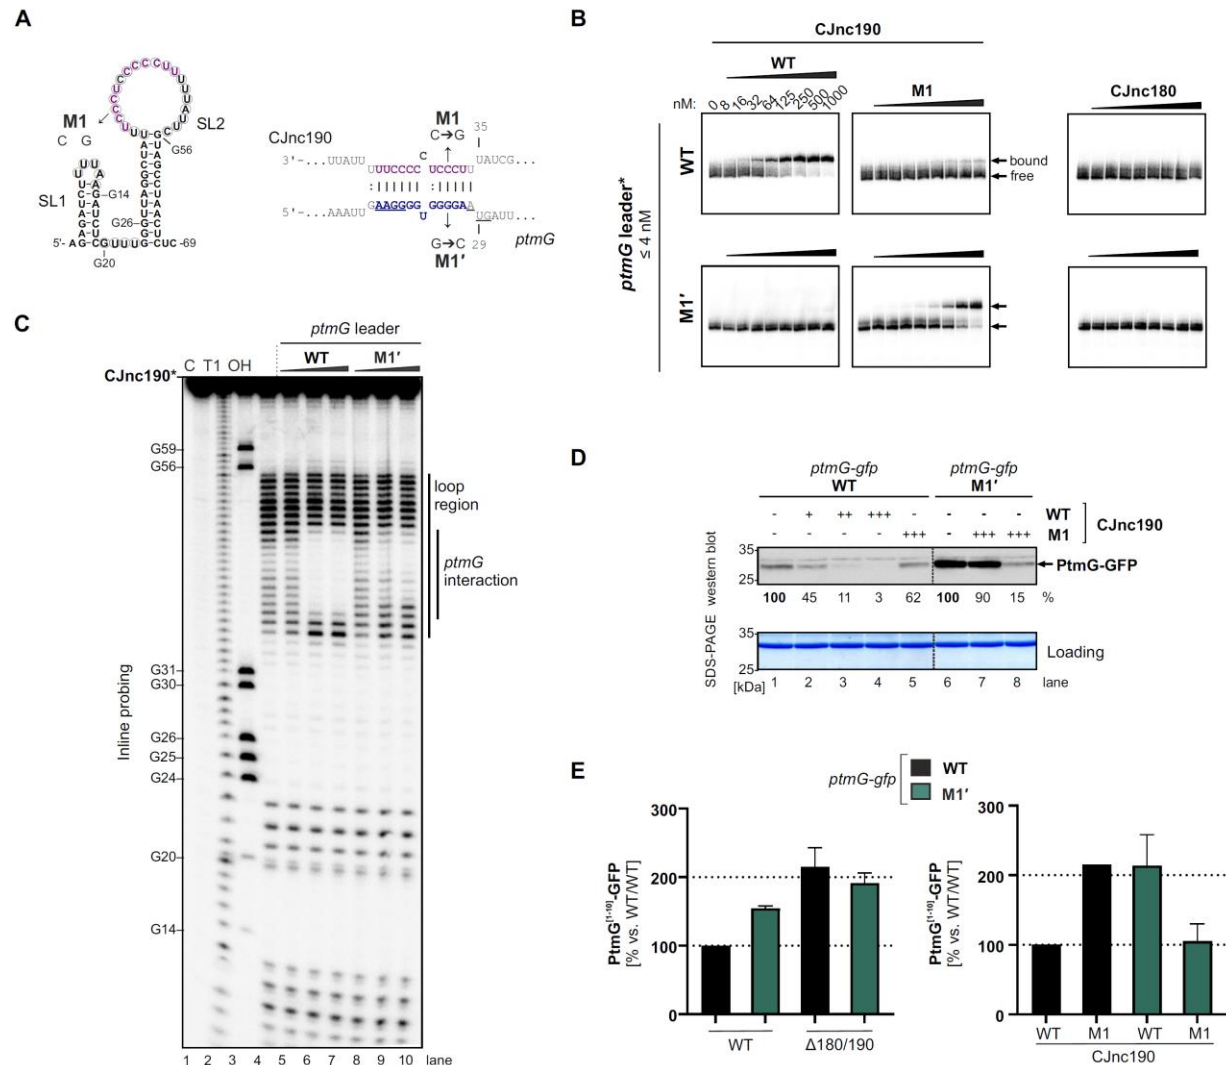 A
M1
C G
SL1
SL2
G56
G14
G26
G20
5'- AG
CUC -69
CJnc190
M1
C→G
35
3'-...UUAUU UUUCCCC C UCCCUU UAUCG...
5'...AAAUU GAAGGGG U GGGGAA UGAUU...
29
ptmG
G→C
M1′
B
CJnc190
WT
M1
CJnc180
nM: 0 8 16 32 64 125 250 500 1000
WT
bound
free
ptmG leader*
≤ 4 nM
M1′
C
ptmG leader
C T1 OH WT M1′
CJnc190*
G59
G56
loop region
ptmG interaction
G31
G30
G26
G25
G24
G20
G14
Inline probing
1 2 3 4 5 6 7 8 9 10 lane
D
ptmG-gfp WT
ptmG-gfp M1′
- + ++ +++ - - - - WT
- - - - +++ - +++ +++ M1
CJnc190
western blot
35
25
PtmG-GFP
100 45 11 3 62 100 90 15 %
SDS-PAGE
35
25
Loading
[kDa] 1 2 3 4 5 6 7 8 lane
E
ptmG-gfp
WT
M1′
PtmG[1-10]-GFP
[% vs. WT/WT]
300
200
100
0
WT
Δ180/190
PtmG[1-10]-GFP
[% vs. WT/WT]
300
200
100
0
WT M1 WT M1
CJnc190